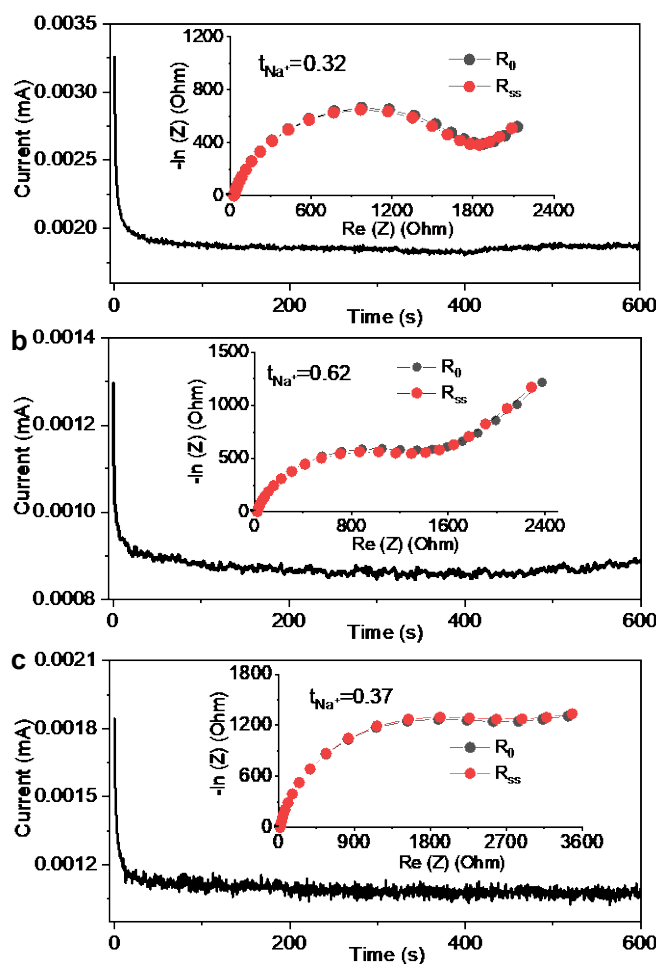 0.0035
0.0030
0.0025
0.0020
Current (mA)
0
200
400
600
Time (s)
1200
800
400
0
-In (Z) (Ohm)
0
600
1200
1800
2400
Re (Z) (Ohm)
tNa+=0.32
R0
Rss
b
0.0014
0.0012
0.0010
0.0008
Current (mA)
0
200
400
600
Time (s)
1500
1000
500
0
-In (Z) (Ohm)
0
800
1600
2400
Re (Z) (Ohm)
tNa+=0.62
R0
Rss
c
0.0021
0.0018
0.0015
0.0012
Current (mA)
0
200
400
600
Time (s)
1800
1200
600
0
-In (Z) (Ohm)
0
900
1800
2700
3600
Re (Z) (Ohm)
tNa+=0.37
R0
Rss